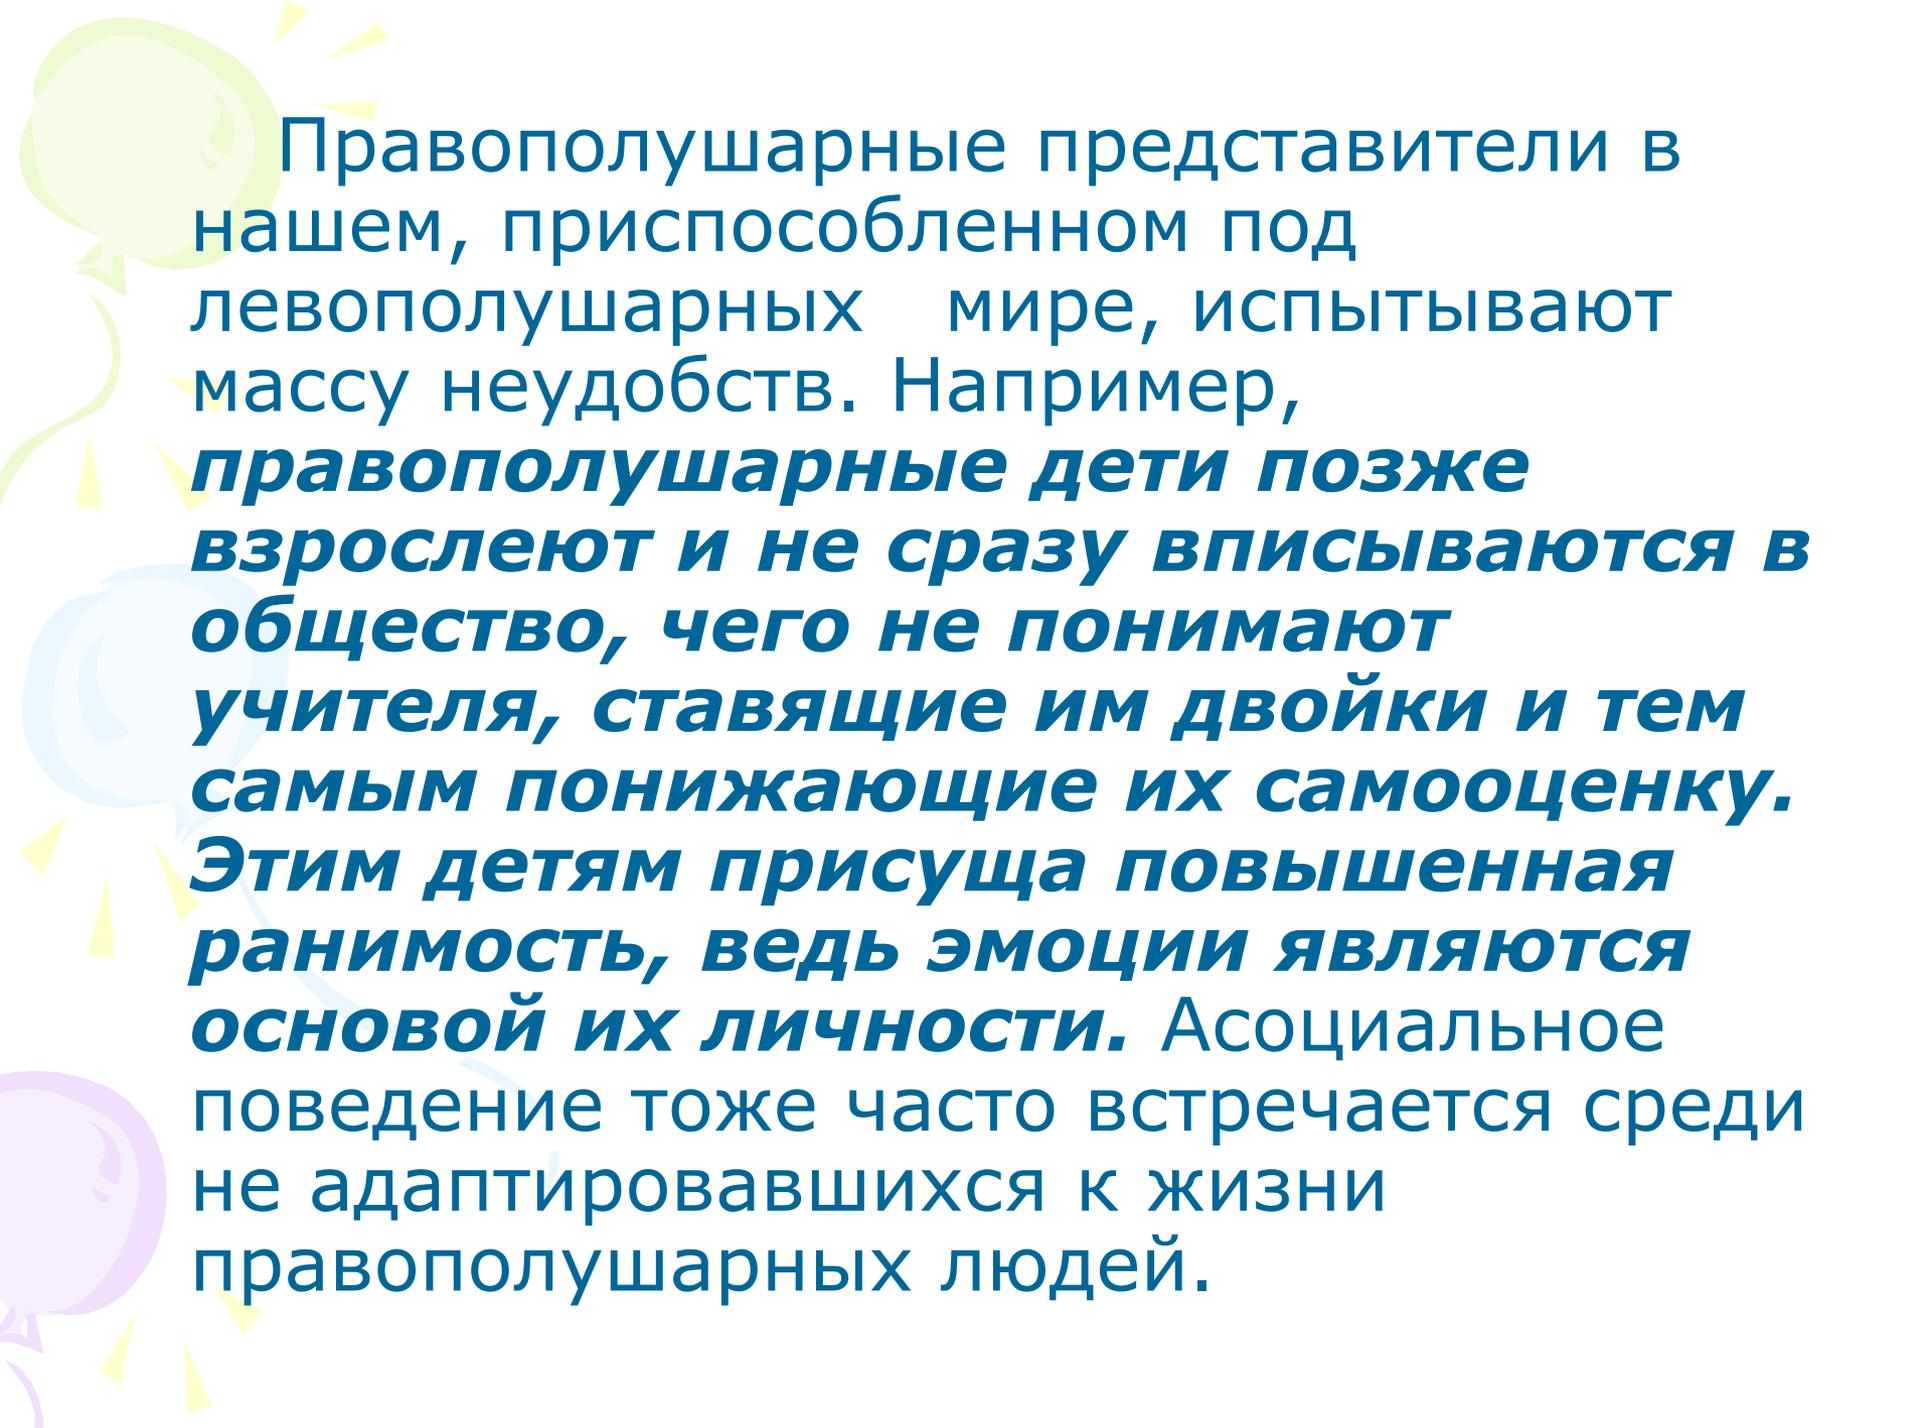 Правополушарные представители в
нашем, приспособленном под
левополушарных мире, испытывают
массу неудобств. Например,
правополушарные дети позже
взрослеют и не сразу вписываются в
общество, чего не понимают
учителя, ставящие им двойки и тем
самым понижающие их самооценку.
Этим детям присуща повышенная
ранимость, ведь эмоции являются
основой их личности. Асоциальное
поведение тоже часто встречается среди
не адаптировавшихся к жизни
правополушарных людей.